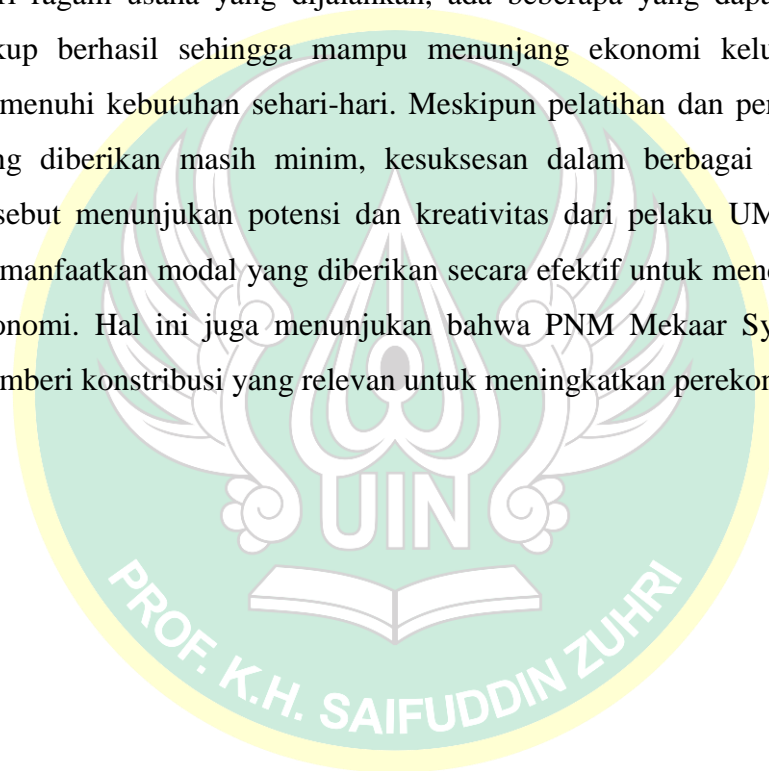 ri ragam usaha yang dijalankan, ada beberapa yang dapa
kup berhasil sehingga mampu menunjang ekonomi kelu
menuhi kebutuhan sehari-hari. Meskipun pelatihan dan per
ng diberikan masih minim, kesuksesan dalam berbagai
sebut menunjukan potensi dan kreativitas dari pelaku UM
manfaatkan modal yang diberikan secara efektif untuk menc
onomi. Hal ini juga menunjukan bahwa PNM Mekaar Sy
mberi konstribusi yang relevan untuk meningkatkan perekon
UIN
PROF. K.H. SAIFUDDIN ZUHRI